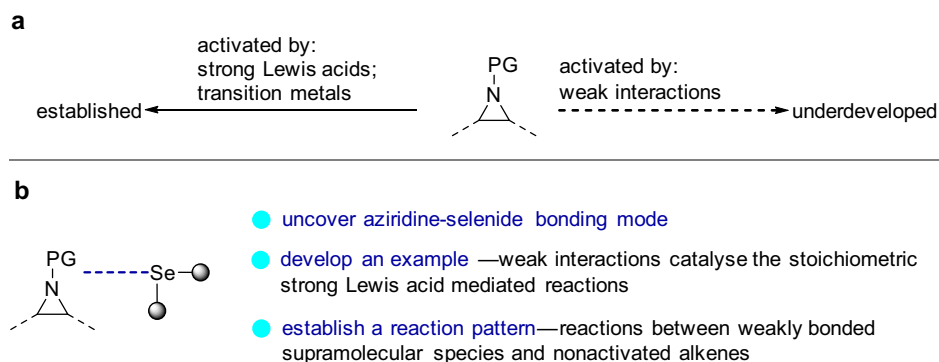 a
activated by:
strong Lewis acids;
transition metals
established
PG
N
activated by:
weak interactions
underdeveloped
b
PG
N
Se
uncover aziridine-selenide bonding mode
develop an example —weak interactions catalyse the stoichiometric
strong Lewis acid mediated reactions
establish a reaction pattern—reactions between weakly bonded
supramolecular species and nonactivated alkenes